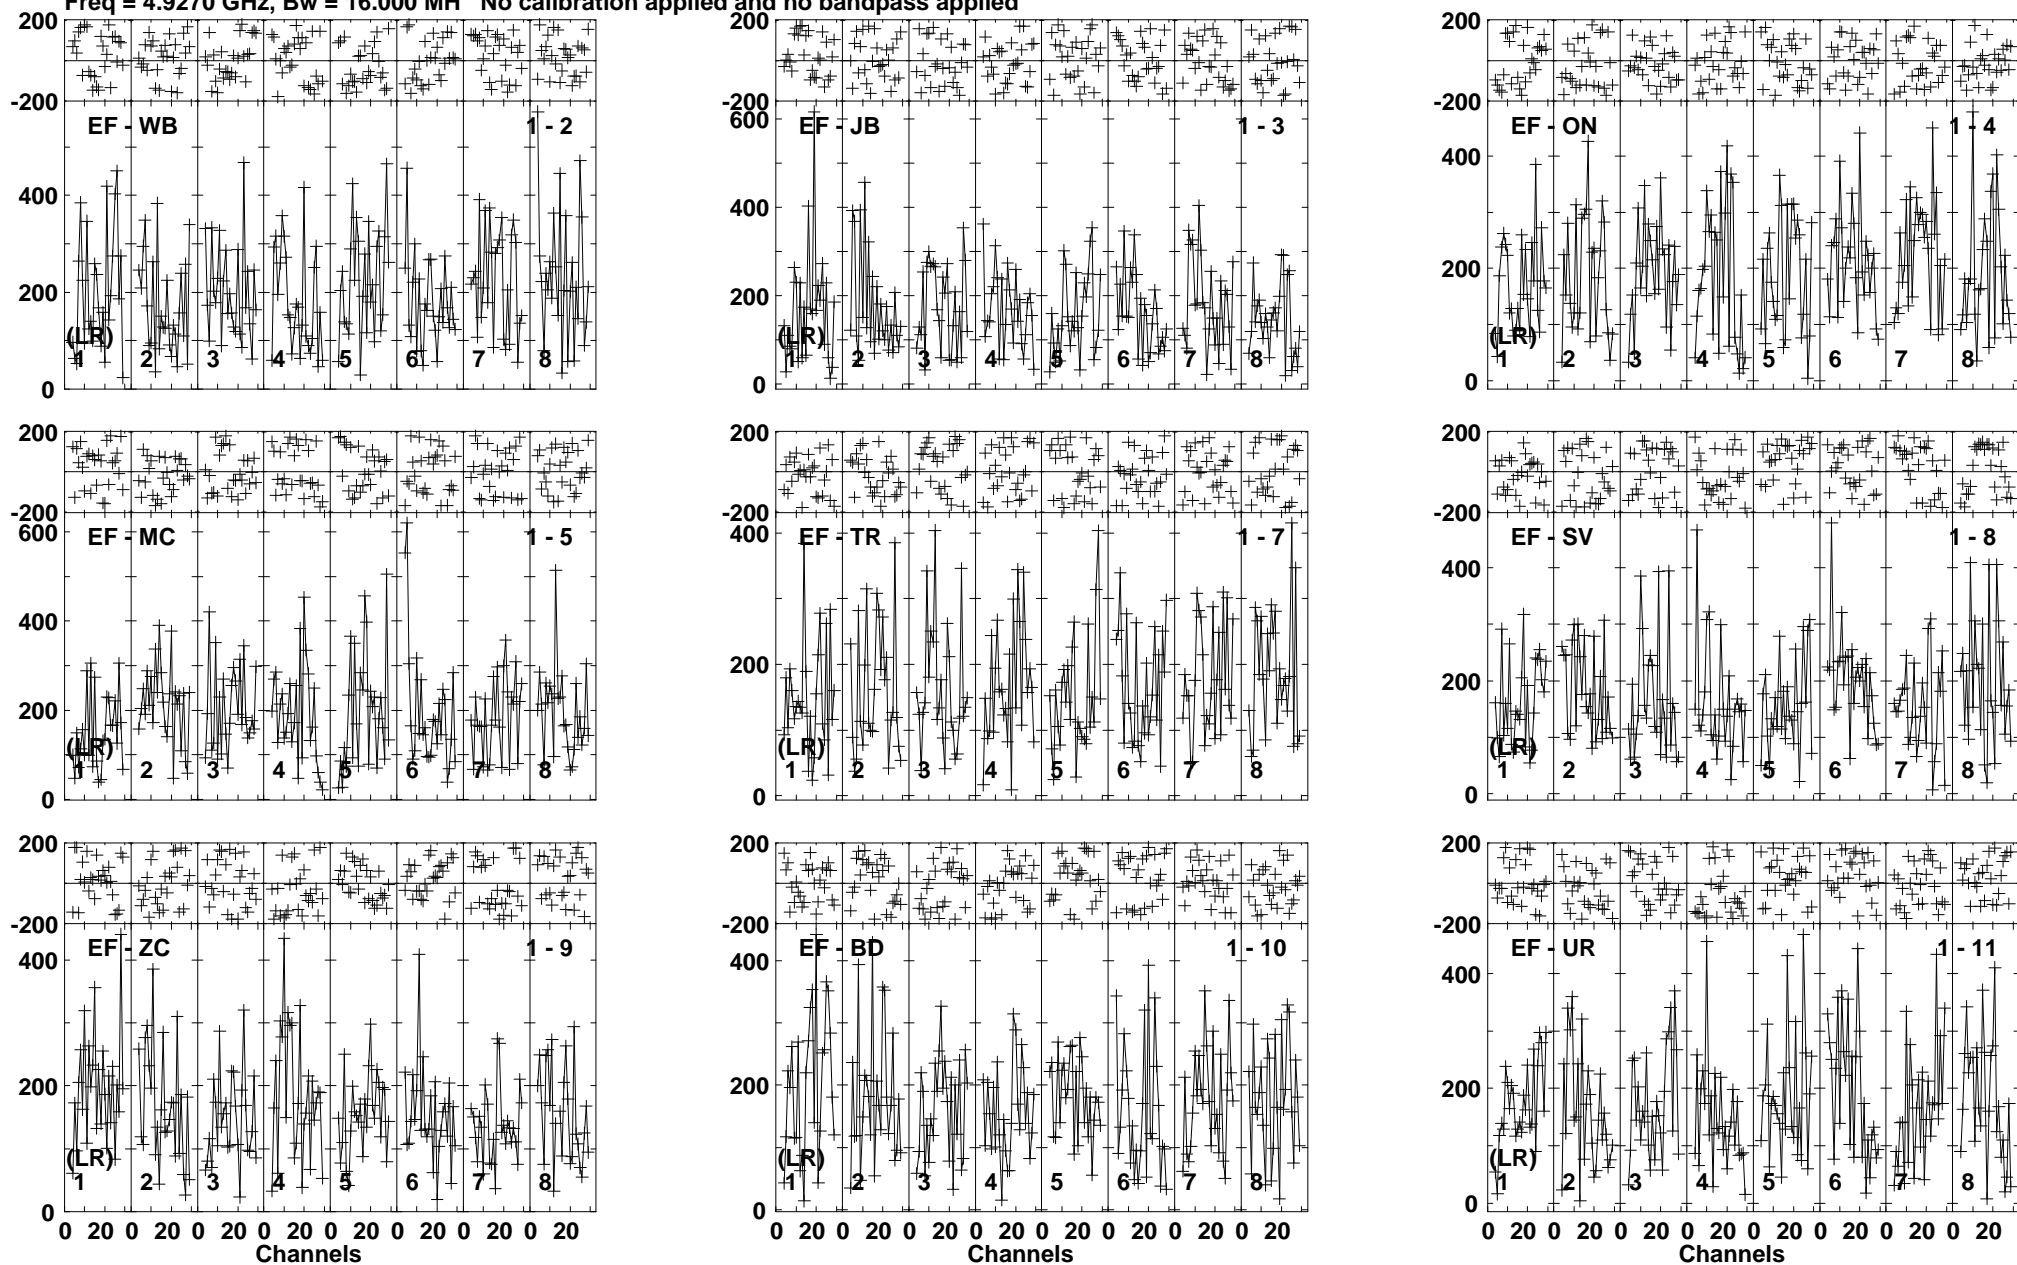 Freq = 4.9270 GHz, Bw = 16.000 MH No calibration applied and no bandpass applied
200 200 200
-200 -200 -200
EF - WB 1 - 2 600 EF - JB 1 - 3 EF - ON 1 - 4
400 400 400
200 200 200
(LR) (LR) (LR)
1 2 3 4 5 6 7 8 1 2 3 4 5 6 7 8 1 2 3 4 5 6 7 8
0 0 0
200 200 200
-200 -200 -200
600 EF - MC 1 - 5 400 EF - TR 1 - 7 EF - SV 1 - 8
400 400
200 200 200
(LR) (LR) (LR)
1 2 3 4 5 6 7 8 1 2 3 4 5 6 7 8 1 2 3 4 5 6 7 8
0 0 0
200 200 200
-200 -200 -200
EF - ZC 1 - 9 EF - BD 1 - 10 EF - UR 1 - 11
400 400 400
200 200 200
(LR) (LR) (LR)
1 2 3 4 5 6 7 8 1 2 3 4 5 6 7 8 1 2 3 4 5 6 7 8
0 0 0
0 20 0 20 0 20 0 20 0 20 0 20 0 20 0 20 0 20 0 20 0 20 0 20 0 20 0 20 0 20 0 20 0 20 0 20 0 20 0 20 0 20 0 20 0 20 0 20
Channels Channels Channels